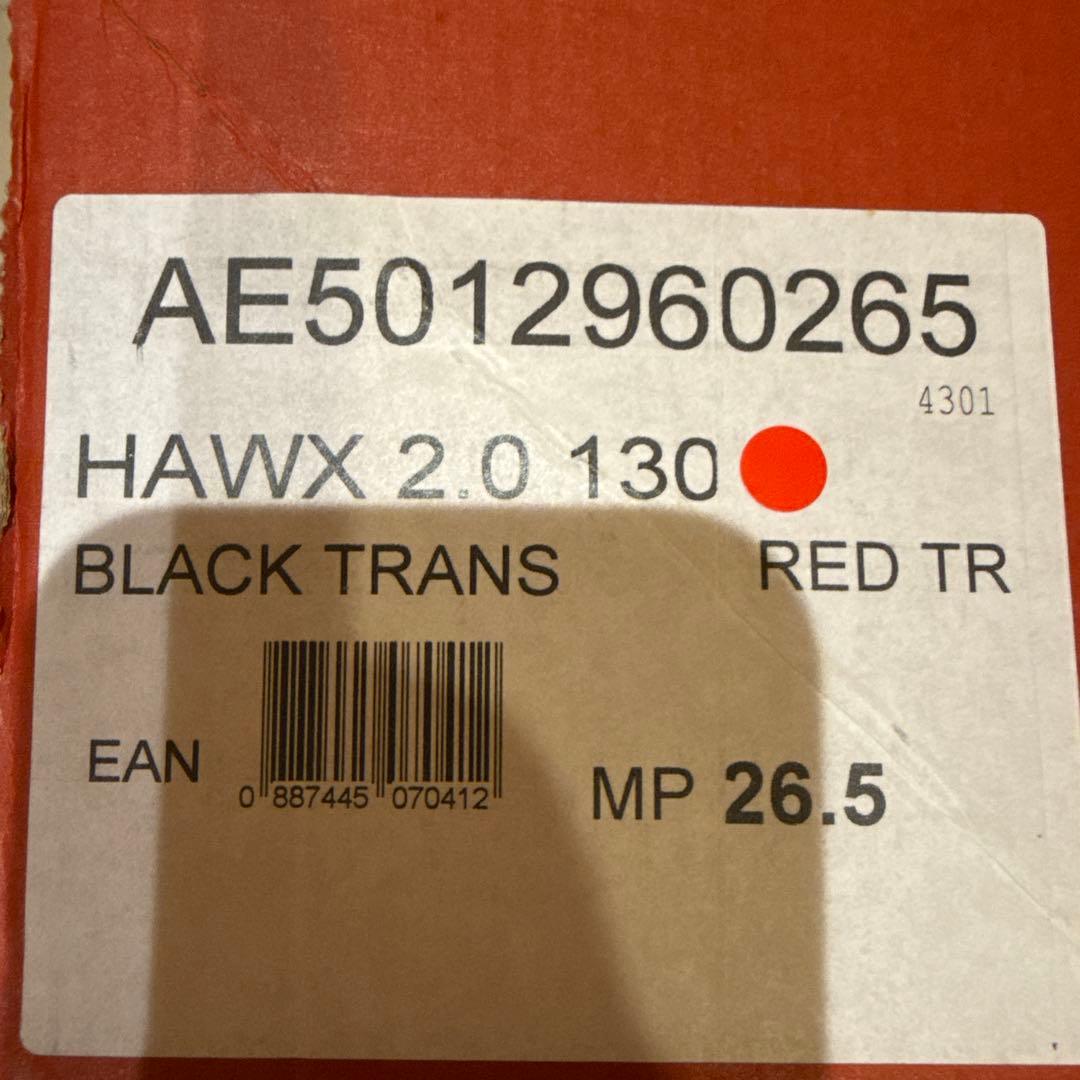 AE5012960265
4301
HAWX 2.0 130
BLACK TRANS RED TR
EAN
0 887445 070412
MP 26.5